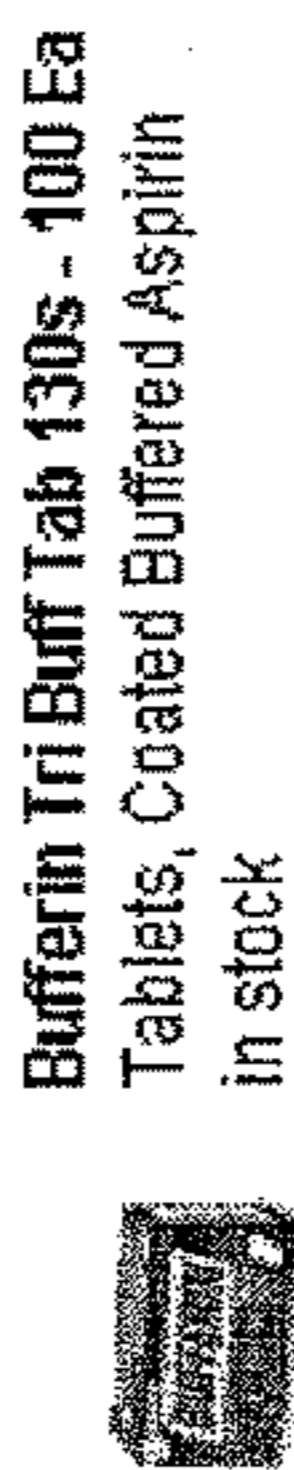 Bufferin Tri Buff Tab 130s - 100 Ea
Tablets, Coated Buffered Aspirin
in stock